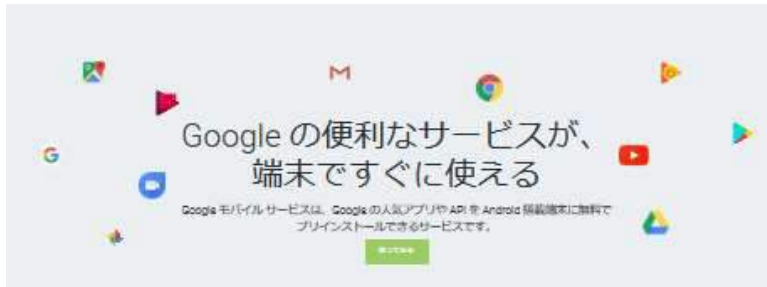 Google の便利なサービスが、
端末ですぐに使える
Google モバイル サービスは、Google の人気アプリや API を Android 搭載端末に無料で
プリインストールできるサービスです。